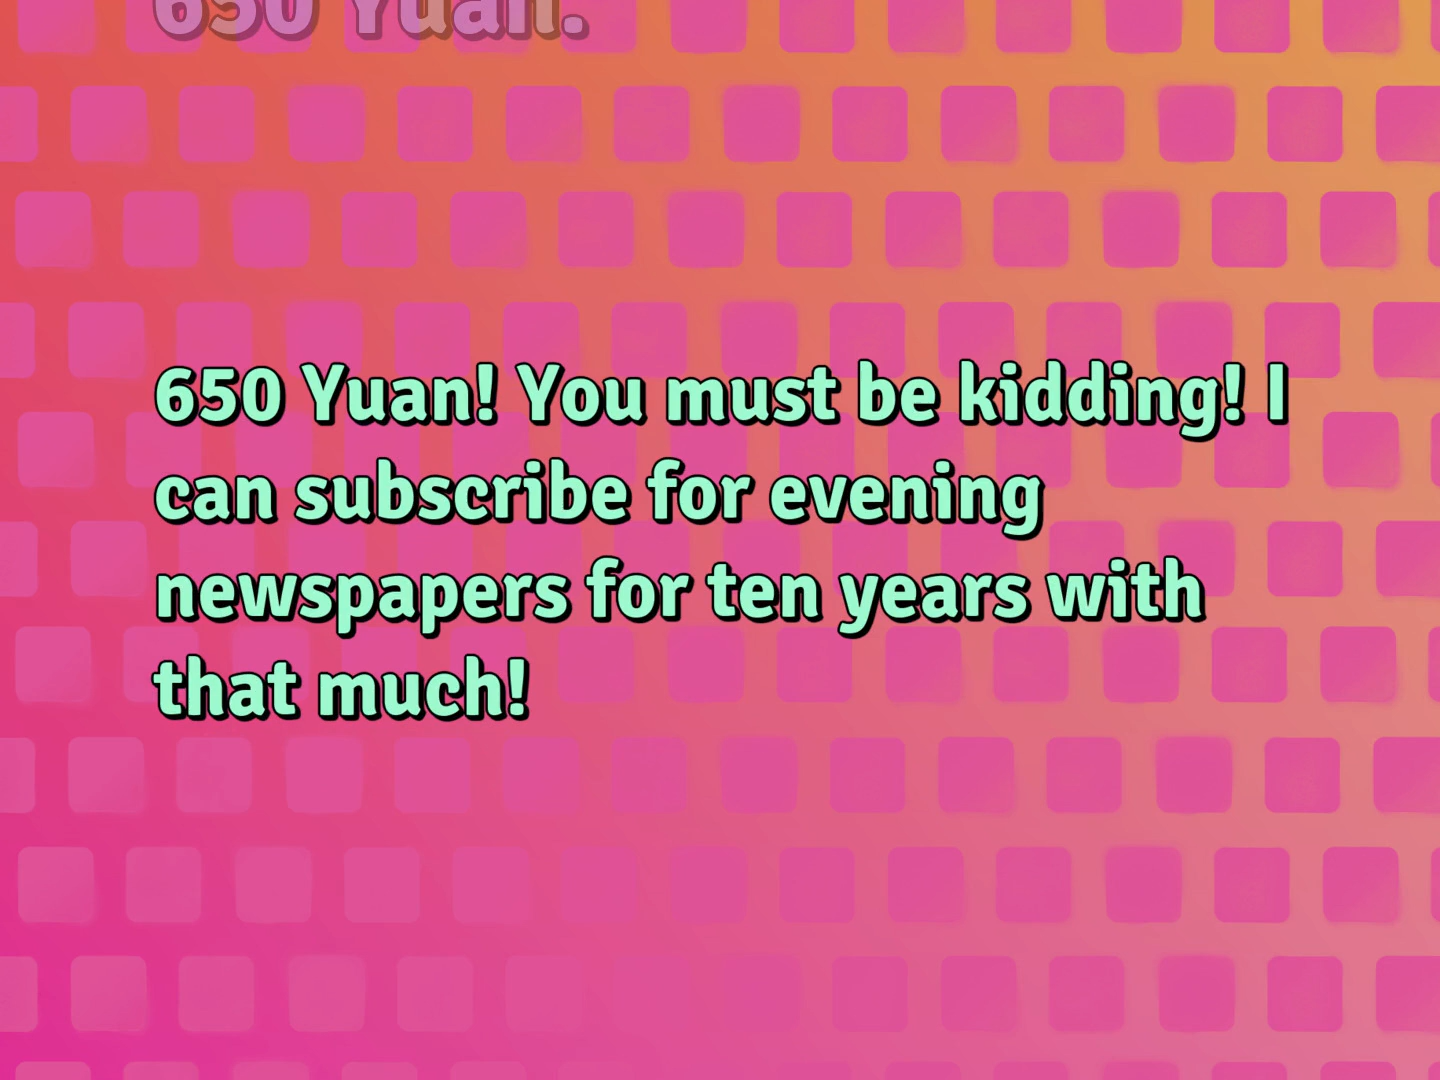 650 Yuan.
650 Yuan! You must be kidding! I
can subscribe for evening
newspapers for ten years with
that much!